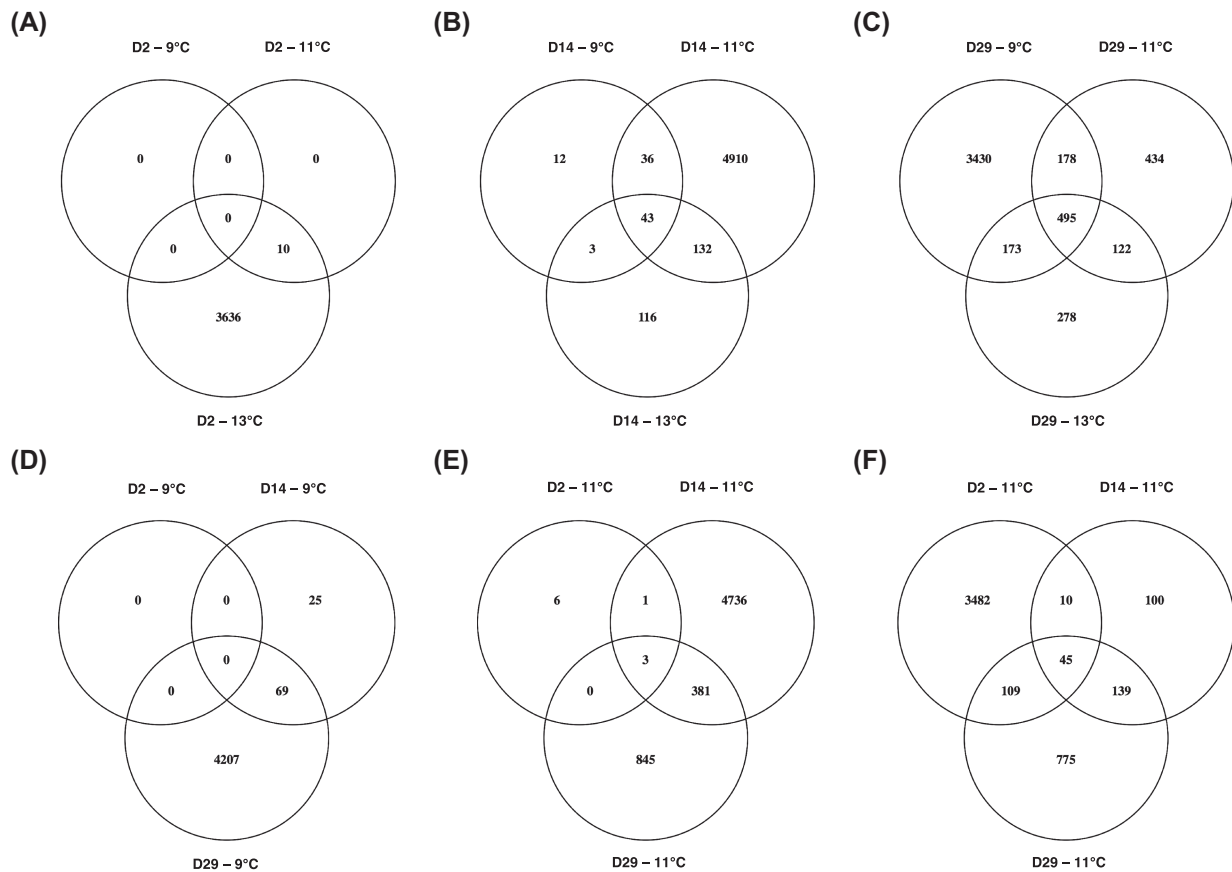 (A)
(B)
(C)
D2 – 9°C
D2 – 11°C
D14 – 9°C
D14 – 11°C
D29 – 9°C
D29 – 11°C
0
0
0
12
36
4910
3430
178
434
0
43
495
0
10
3
132
173
122
3636
116
278
D2 – 13°C
D14 – 13°C
D29 – 13°C
(D)
(E)
(F)
D2 – 9°C
D14 – 9°C
D2 – 11°C
D14 – 11°C
D2 – 11°C
D14 – 11°C
0
0
25
6
1
4736
3482
10
100
0
3
45
0
69
0
381
109
139
4207
845
775
D29 – 9°C
D29 – 11°C
D29 – 11°C